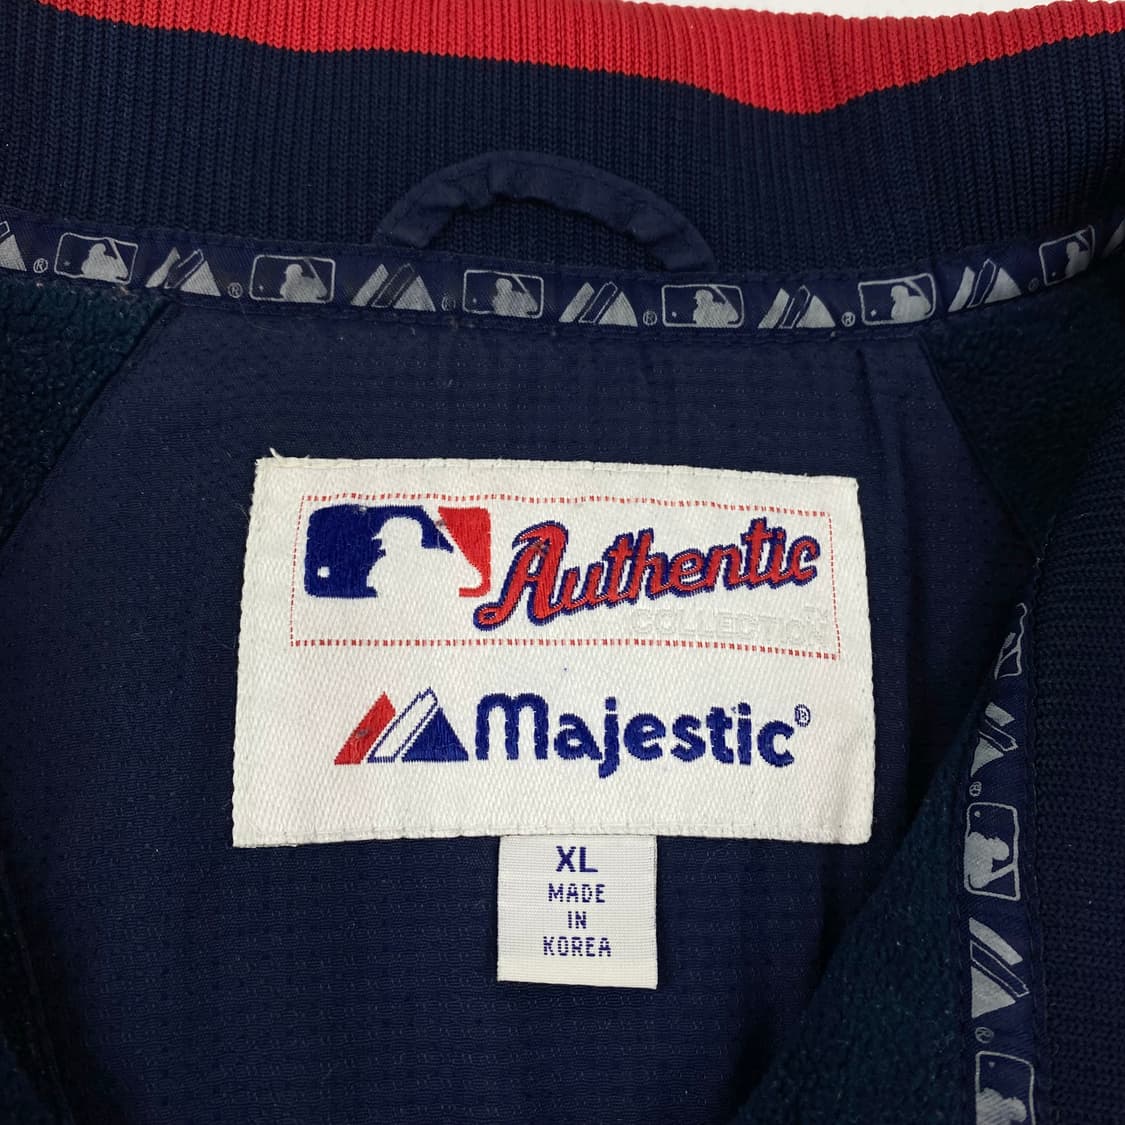 Authentic
COLLECTION
Majestic®
XL
MADE
IN
KOREA